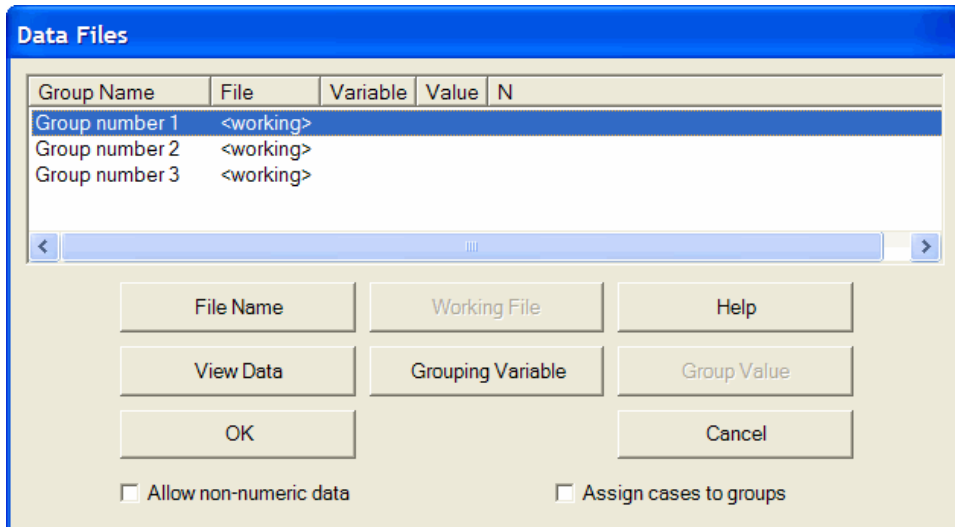 Data Files
Group Name File Variable Value N
Group number 1 <working>
Group number 2 <working>
Group number 3 <working>
File Name Working File Help
View Data Grouping Variable Group Value
OK Cancel
Allow non-numeric data Assign cases to groups